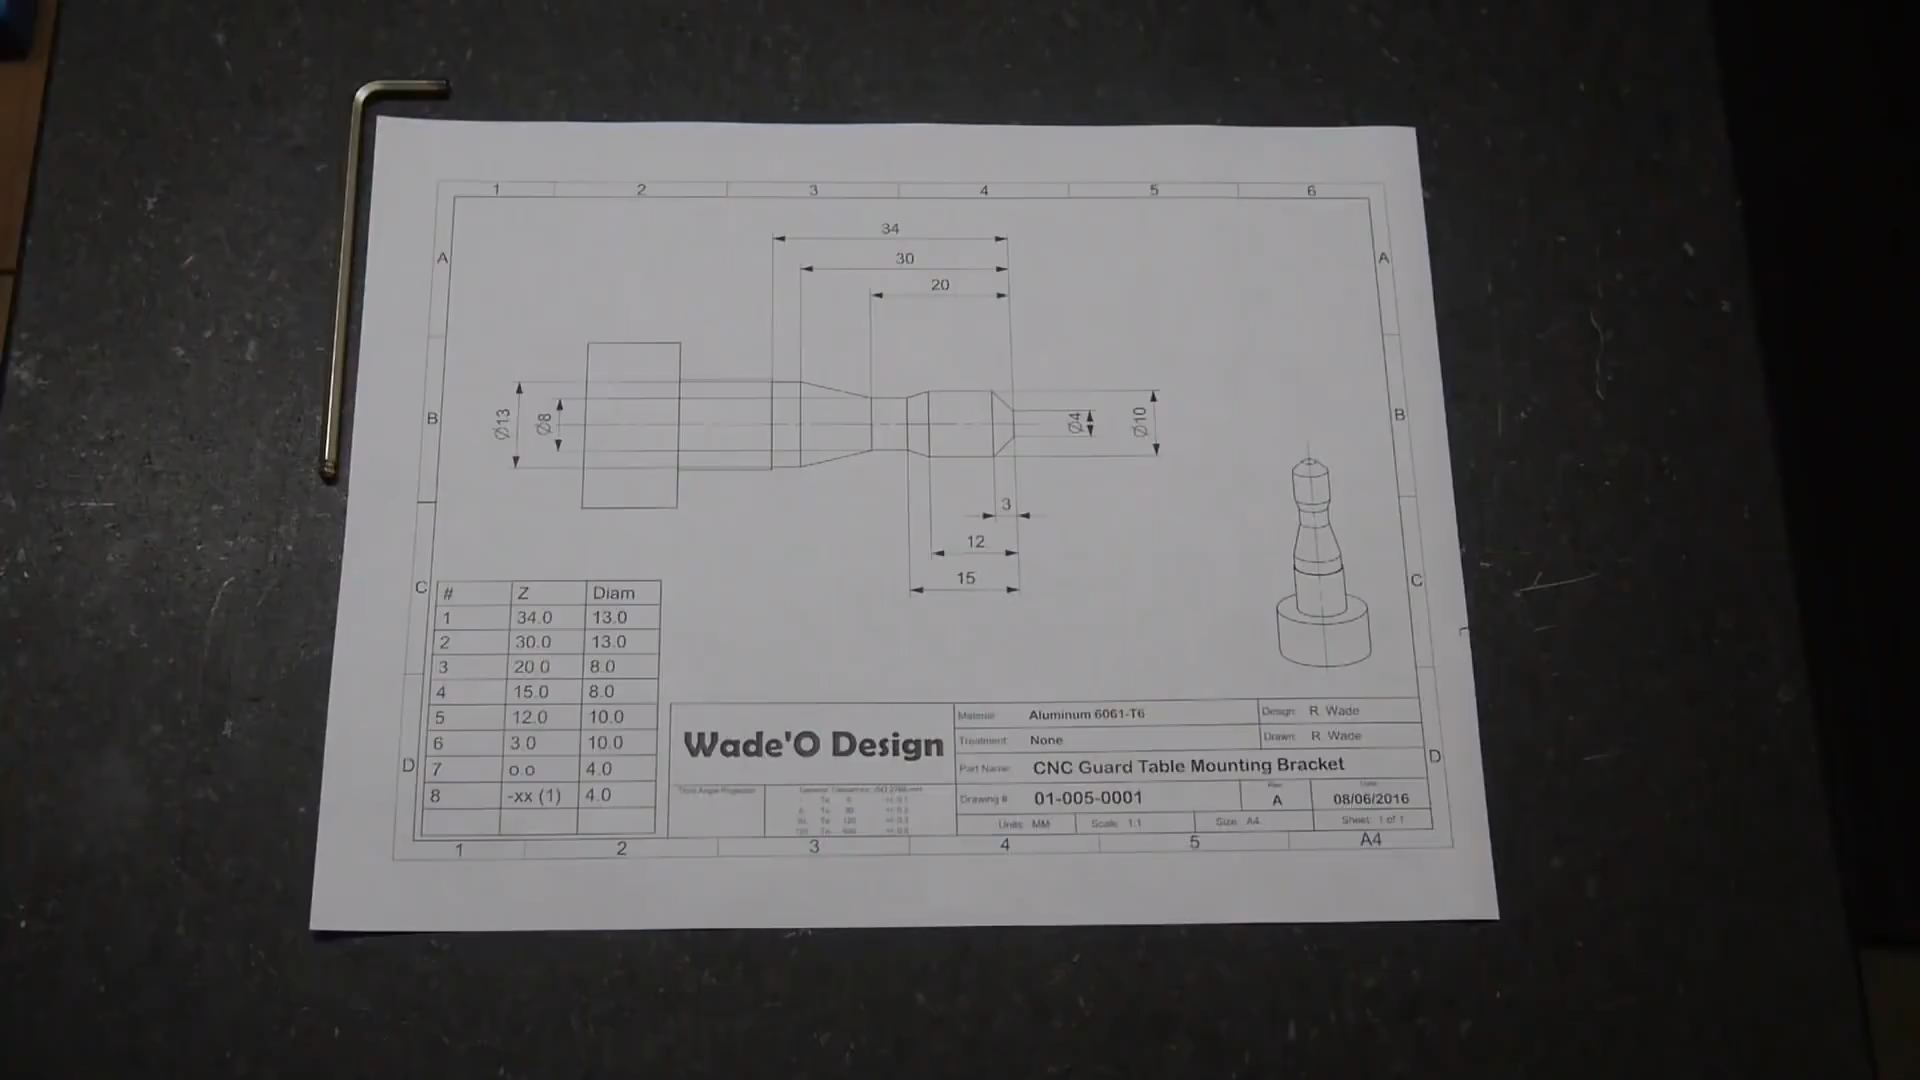 1 2 3 4 5 6
34
30
20
A A
B B
Ø13 Ø8 Ø4 Ø10
3
12
15
C C
# Z Diam
1 34.0 13.0
2 30.0 13.0
3 20.0 8.0
4 15.0 8.0
5 12.0 10.0
6 3.0 10.0
7 0.0 4.0
8 -xx (1) 4.0
D D
Wade'O Design
Material: Aluminum 6061-T6
Design: R. Wade
Treatment: None
Drawn: R. Wade
Part Name: CNC Guard Table Mounting Bracket
Drawing # 01-005-0001
Rev: A
Date: 08/06/2016
Units: MM Scale: 1:1 Size: A4 Sheet: 1 of 1
Third Angle Projection
1 2 3 4 5 A4